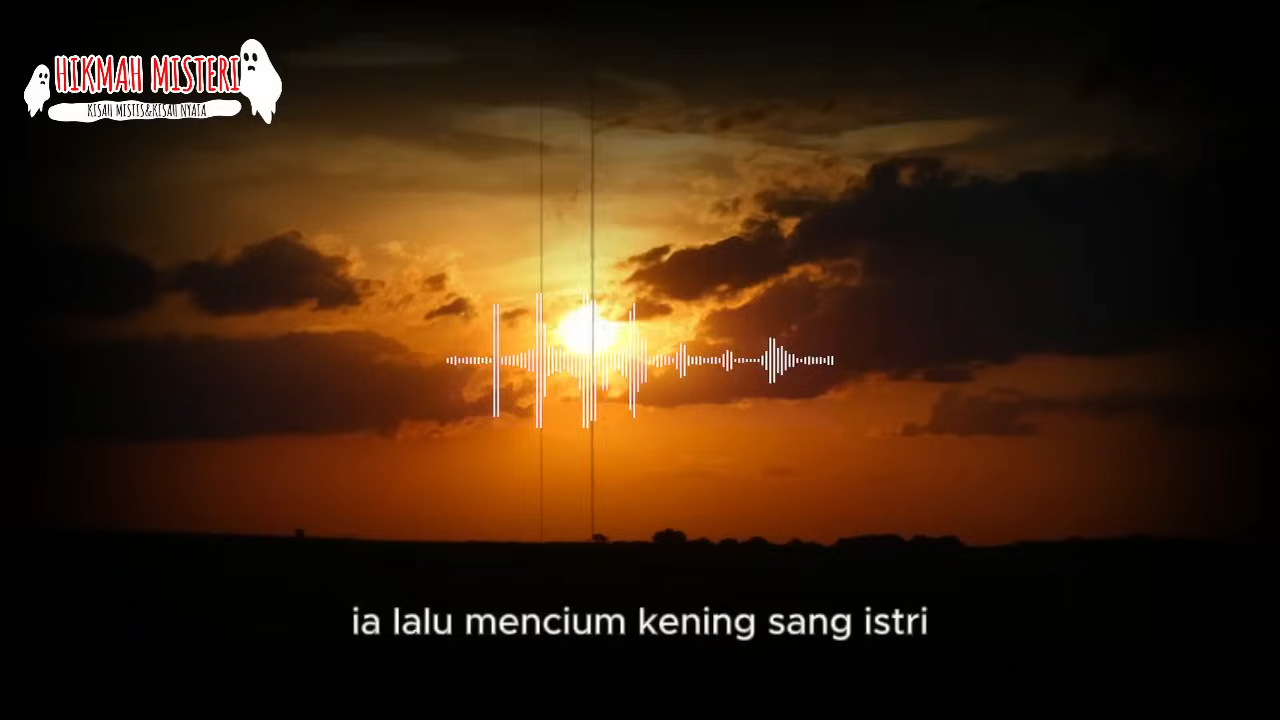 HIKMAH MISTERI
KISAH MISTIS&KISAH NYATA
ia lalu mencium kening sang istri